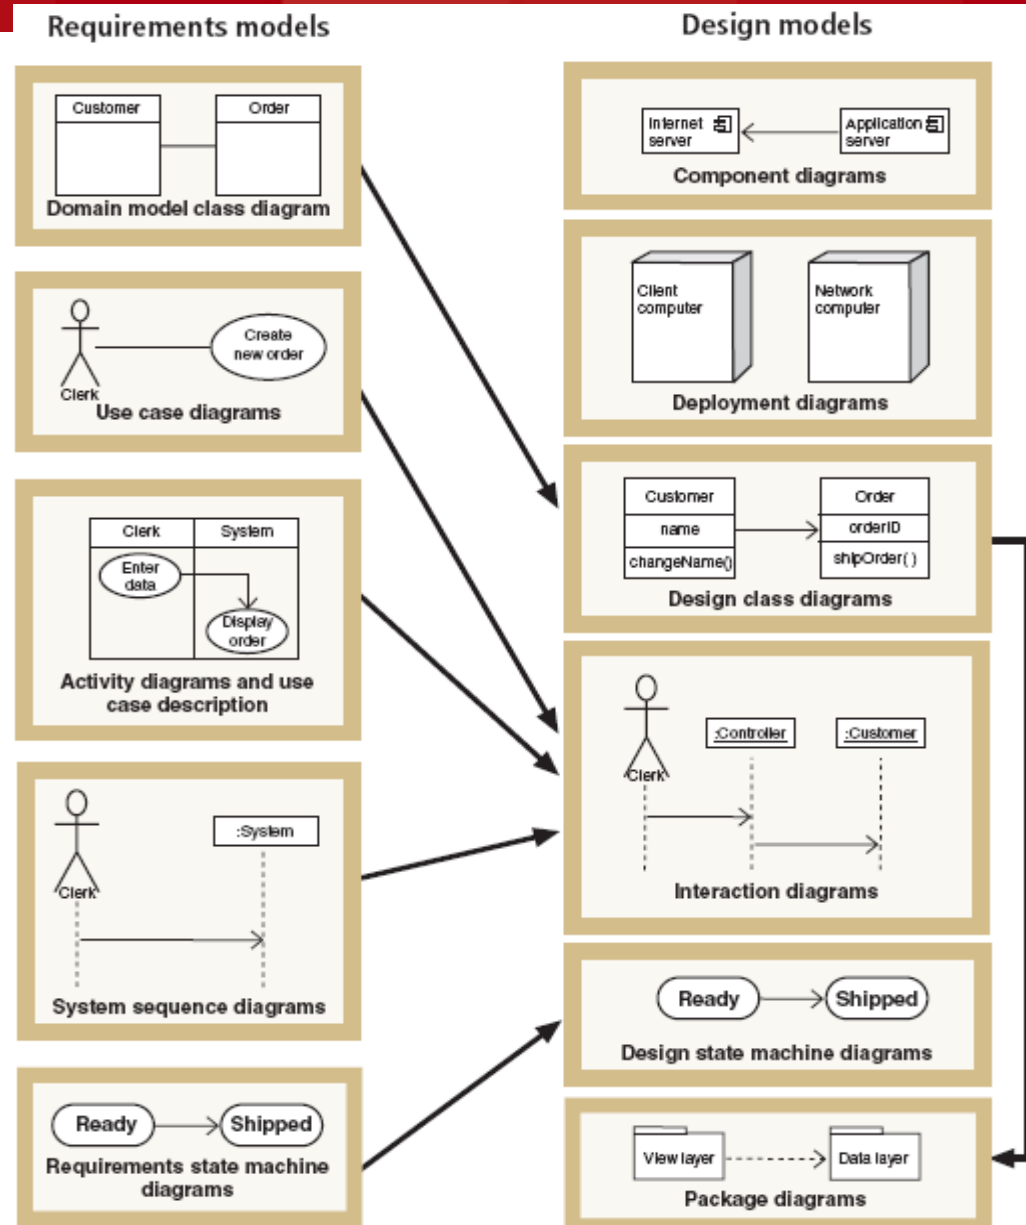 Requirements models
Customer
Order
Domain model class diagram
Clerk
Create
new order
Use case diagrams
Clerk
System
Enter
data
Display
order
Activity diagrams and use
case description
:System
Clerk
System sequence diagrams
Ready
Shipped
Requirements state machine
diagrams
Design models
Internet
server
Application
server
Component diagrams
Client
computer
Network
computer
Deployment diagrams
Customer
name
changeName()
Order
orderID
shipOrder( )
Design class diagrams
:Controller
:Customer
Clerk
Interaction diagrams
Ready
Shipped
Design state machine diagrams
View layer
Data layer
Package diagrams